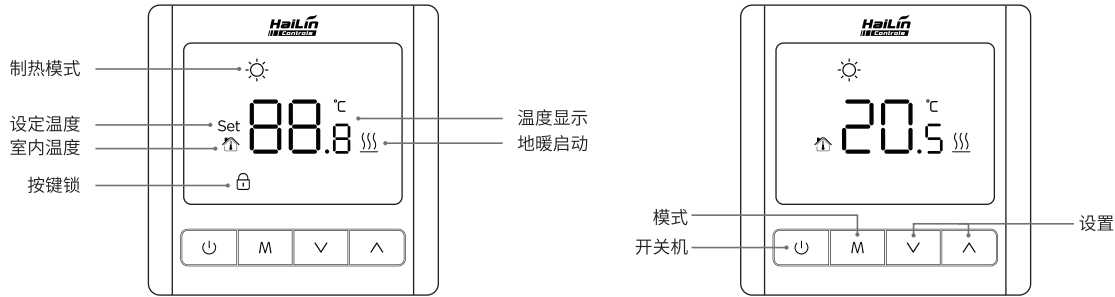 HaiLin
Controls
制热模式
设定温度
室内温度
按键锁
Set
88.8
℃
温度显示
地暖启动
M
HaiLin
Controls
20.5
℃
模式
开关机
设置
M